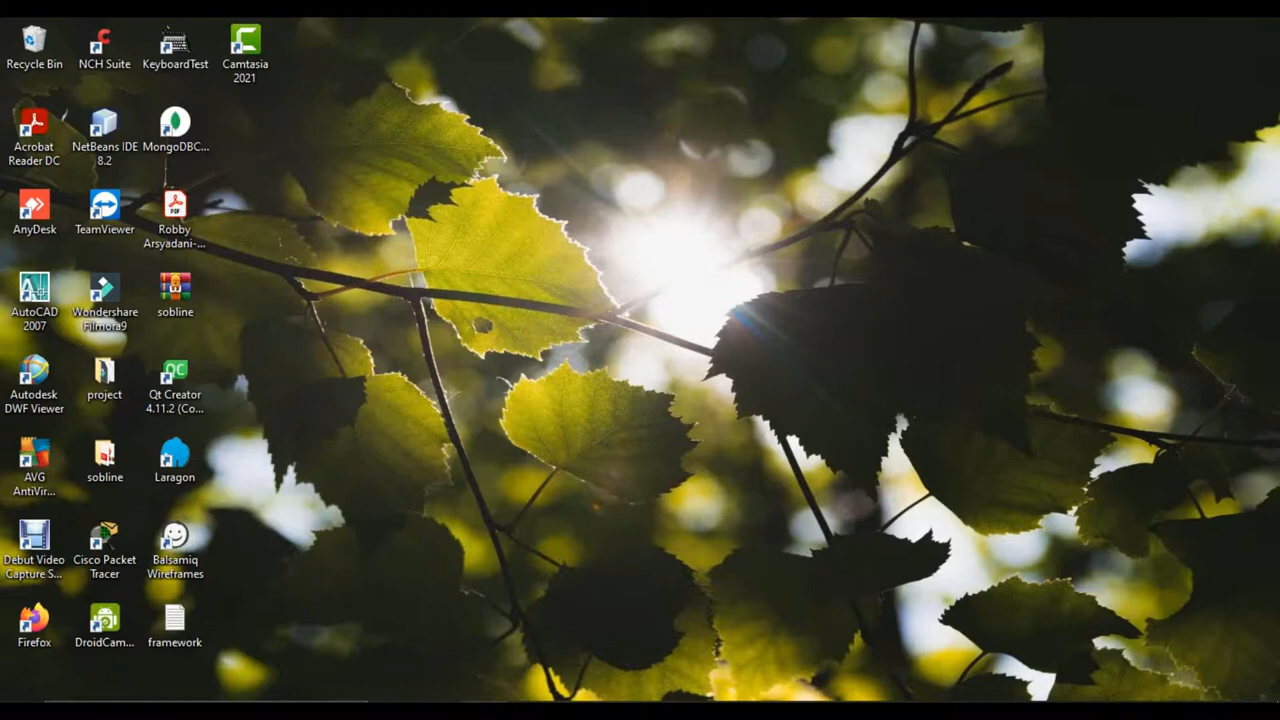 Recycle Bin
NCH Suite
KeyboardTest
Camtasia
2021
Acrobat
Reader DC
NetBeans IDE
8.2
MongoDBC...
AnyDesk
TeamViewer
PDF
Robby
Arsyadani-...
AutoCAD
2007
Wondershare
Filmora9
sobline
Autodesk
DWF Viewer
project
QC
Qt Creator
4.11.2 (Co...
AVG
AntiVir...
sobline
Laragon
Debut Video
Capture S...
Cisco Packet
Tracer
Balsamiq
Wireframes
Firefox
DroidCam...
framework